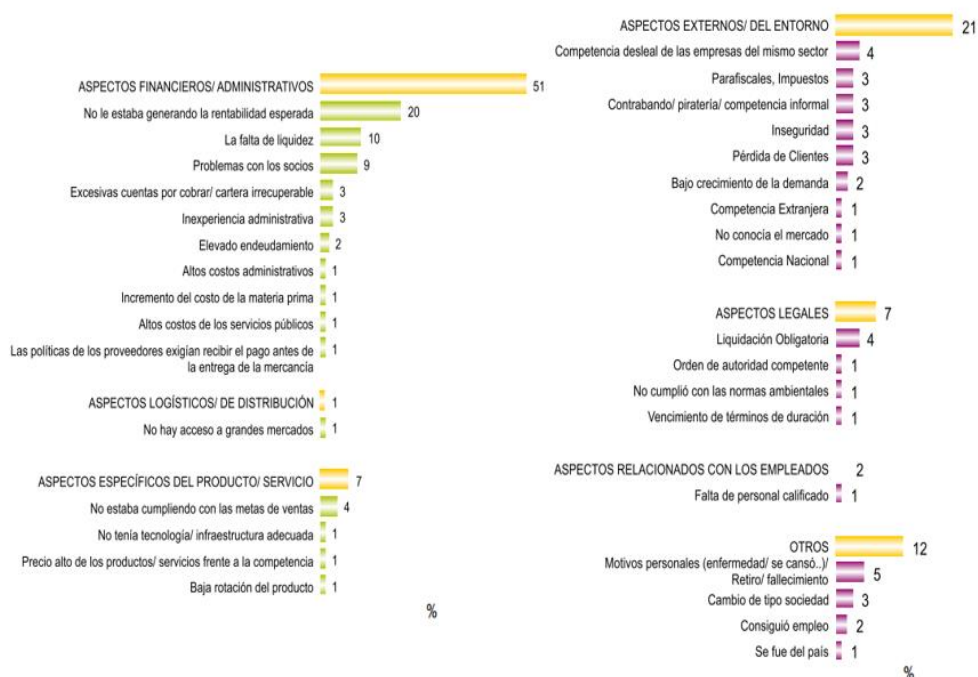 ASPECTOS FINANCIEROS/ ADMINISTRATIVOS 51
No le estaba generando la rentabilidad esperada 20
La falta de liquidez 10
Problemas con los socios 9
Excesivas cuentas por cobrar/ cartera irrecuperable 3
Inexperiencia administrativa 3
Elevado endeudamiento 2
Altos costos administrativos 1
Incremento del costo de la materia prima 1
Altos costos de los servicios públicos 1
Las políticas de los proveedores exigían recibir el pago antes de 1
la entrega de la mercancía
ASPECTOS LOGÍSTICOS/ DE DISTRIBUCIÓN 1
No hay acceso a grandes mercados 1
ASPECTOS ESPECÍFICOS DEL PRODUCTO/ SERVICIO 7
No estaba cumpliendo con las metas de ventas 4
No tenía tecnología/ infraestructura adecuada 1
Precio alto de los productos/ servicios frente a la competencia 1
Baja rotación del producto 1
%
ASPECTOS EXTERNOS/ DEL ENTORNO 21
Competencia desleal de las empresas del mismo sector 4
Parafiscales, Impuestos 3
Contrabando/ piratería/ competencia informal 3
Inseguridad 3
Pérdida de Clientes 3
Bajo crecimiento de la demanda 2
Competencia Extranjera 1
No conocía el mercado 1
Competencia Nacional 1
ASPECTOS LEGALES 7
Liquidación Obligatoria 4
Orden de autoridad competente 1
No cumplió con las normas ambientales 1
Vencimiento de términos de duración 1
ASPECTOS RELACIONADOS CON LOS EMPLEADOS 2
Falta de personal calificado 1
OTROS 12
Motivos personales (enfermedad/ se cansó..)/
Retiro/ fallecimiento 5
Cambio de tipo sociedad 3
Consiguió empleo 2
Se fue del país 1
%